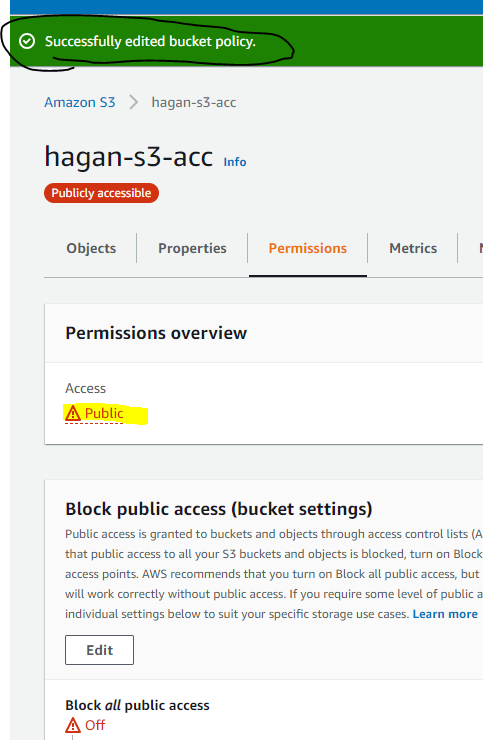 Successfully edited bucket policy.
Amazon S3 > hagan-s3-acc
hagan-s3-acc Info
Publicly accessible
Objects Properties Permissions Metrics
Permissions overview
Access
Public
Block public access (bucket settings)
Public access is granted to buckets and objects through access control lists (A
that public access to all your S3 buckets and objects is blocked, turn on Block
access points. AWS recommends that you turn on Block all public access, but
will work correctly without public access. If you require some level of public a
individual settings below to suit your specific storage use cases. Learn more
Edit
Block all public access
Off